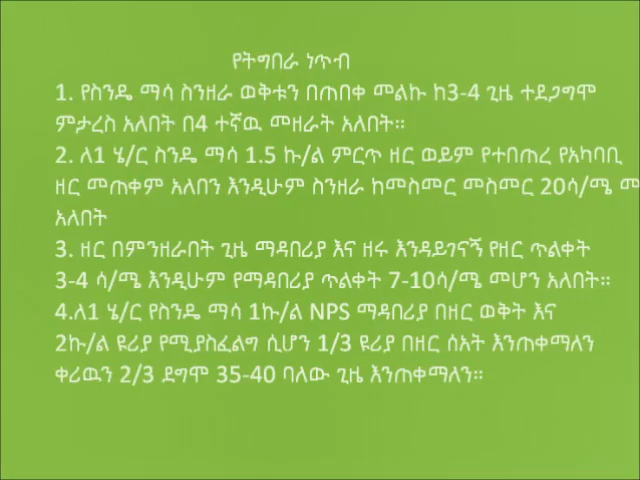 የትግበራ ነጥብ
1. የስንዴ ማሳ ስንዘራ ወቅቱን በጠበቀ መልኩ ከ3-4 ጊዜ ተደጋግሞ
ምታረስ አለበት በ4 ተኛዉ መዘራት አለበት።
2. ለ1 ሄ/ር ስንዴ ማሳ 1.5 ኩ/ል ምርጥ ዘር ወይም የተበጠረ የአካባቢ
ዘር መጠቀም አለበን እንዲሁም ስንዘራ ከመስመር መስመር 20ሳ/ሜ መ
አለበት
3. ዘር በምንዘራበት ጊዜ ማዳበሪያ እና ዘሩ እንዳይገናኝ የዘር ጥልቀት
3-4 ሳ/ሜ እንዲሁም የማዳበሪያ ጥልቀት 7-10ሳ/ሜ መሆን አለበት።
4.ለ1 ሄ/ር የስንዴ ማሳ 1ኩ/ል NPS ማዳበሪያ በዘር ወቅት እና
2ኩ/ል ዩሪያ የሚያስፈልግ ሲሆን 1/3 ዩሪያ በዘር ሰአት እንጠቀማለን
ቀሪዉን 2/3 ደግሞ 35-40 ባለው ጊዜ እንጠቀማለን።